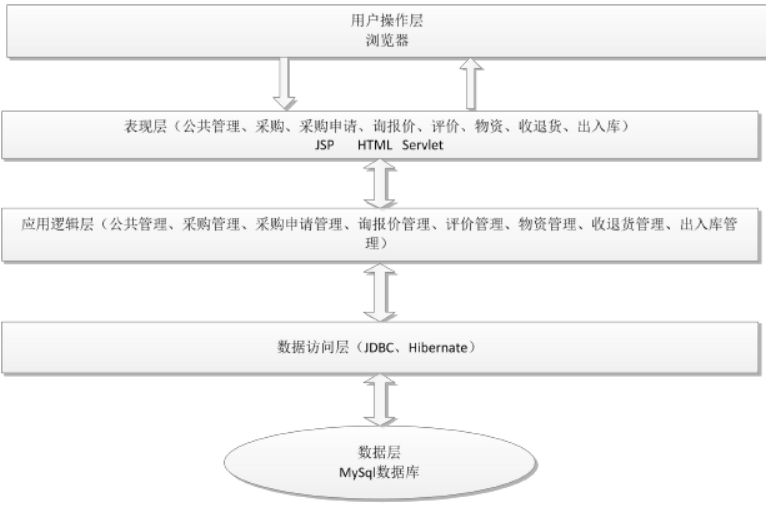 用户操作层
浏览器
表现层（公共管理、采购、采购申请、询报价、评价、物资、收退货、出入库）
JSP HTML Servlet
应用逻辑层（公共管理、采购管理、采购申请管理、询报价管理、评价管理、物资管理、收退货管理、出入库管
理）
数据访问层（JDBC、Hibernate）
数据层
MySql数据库